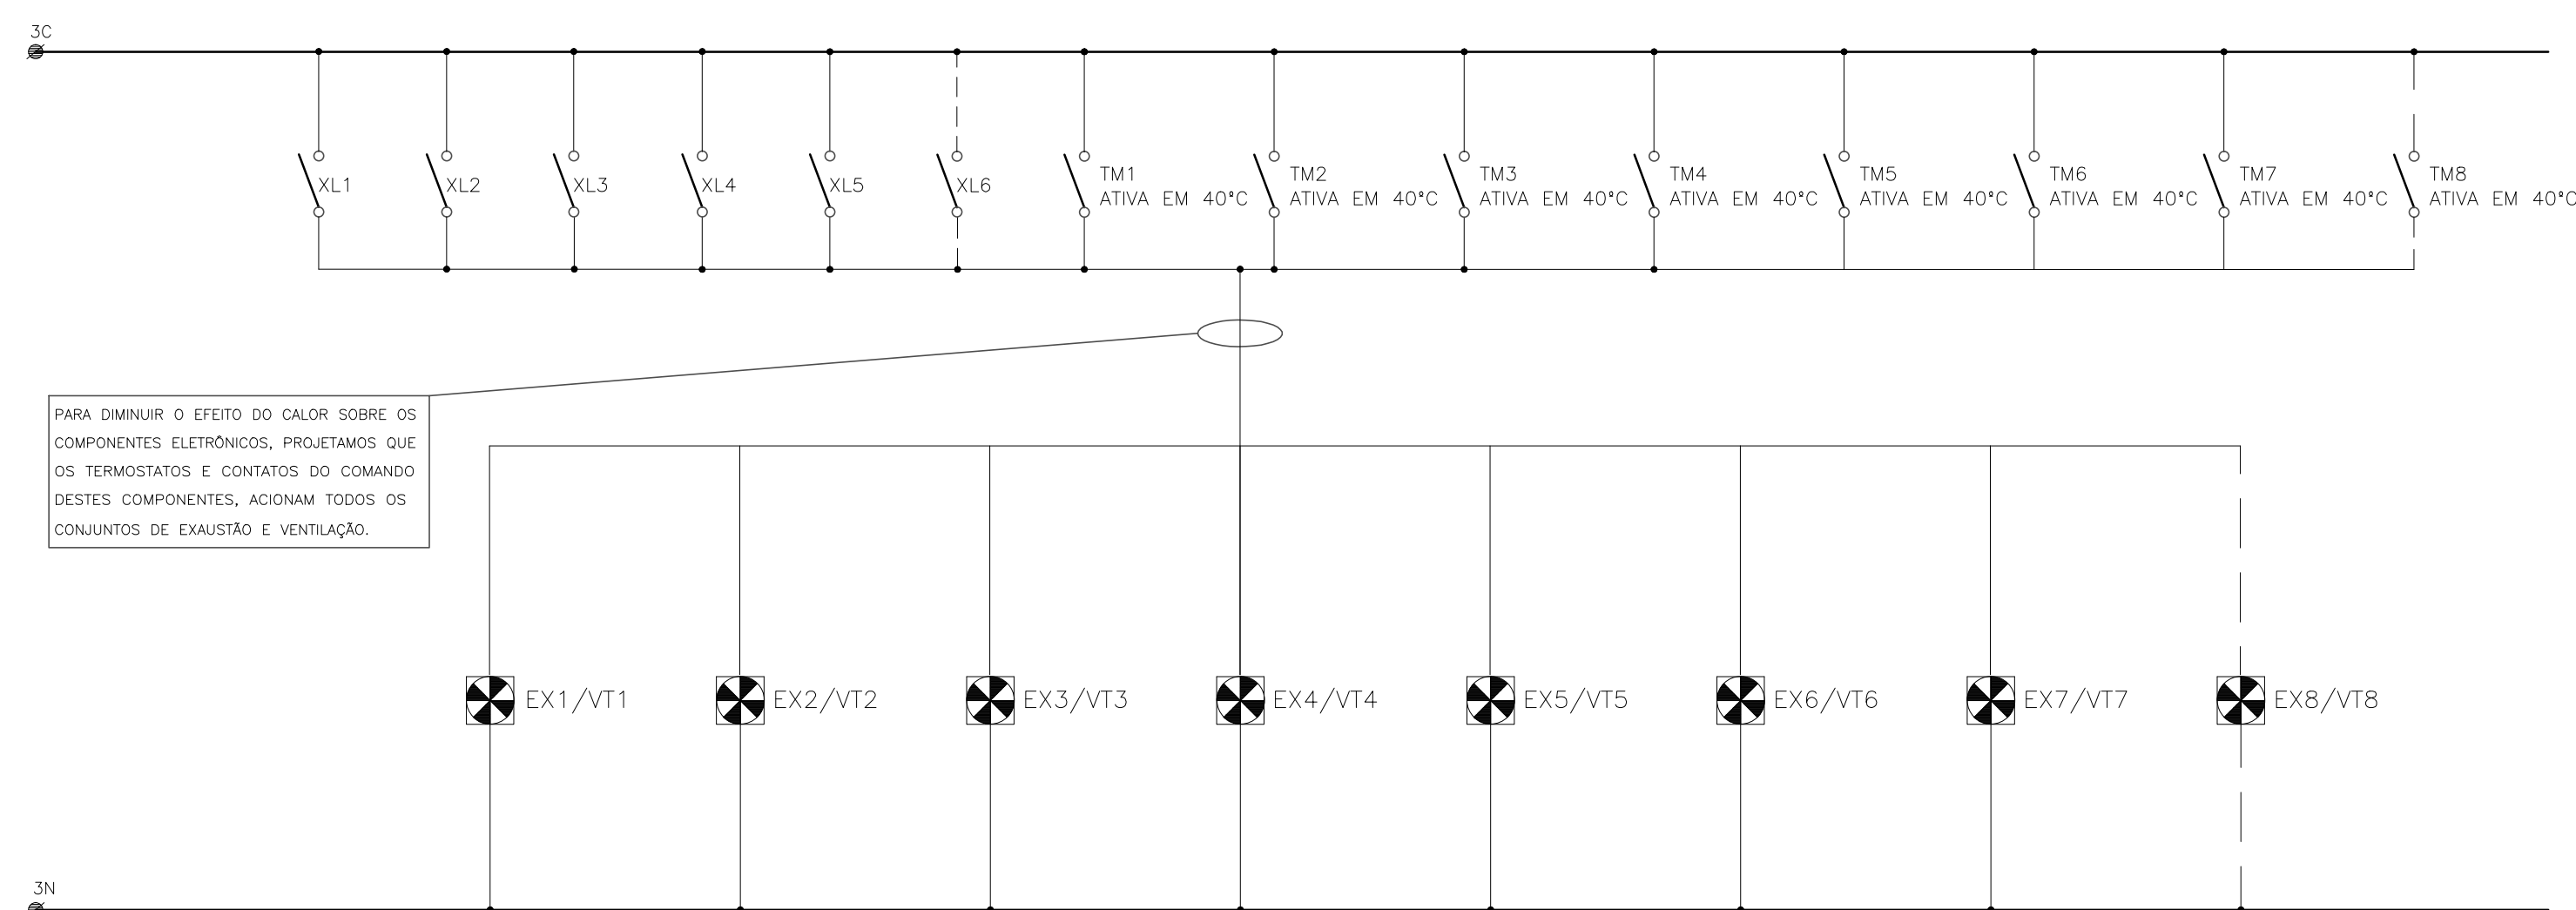 3C
XL1
XL2
XL3
XL4
XL5
XL6
TM1
ATIVA EM 40°C
TM2
ATIVA EM 40°C
TM3
ATIVA EM 40°C
TM4
ATIVA EM 40°C
TM5
ATIVA EM 40°C
TM6
ATIVA EM 40°C
TM7
ATIVA EM 40°C
TM8
ATIVA EM 40°C
PARA DIMINUIR O EFEITO DO CALOR SOBRE OS
COMPONENTES ELETRÔNICOS, PROJETAMOS QUE
OS TERMOSTATOS E CONTATOS DO COMANDO
DESTES COMPONENTES, ACIONAM TODOS OS
CONJUNTOS DE EXAUSTÃO E VENTILAÇÃO.
EX1/VT1
EX2/VT2
EX3/VT3
EX4/VT4
EX5/VT5
EX6/VT6
EX7/VT7
EX8/VT8
3N